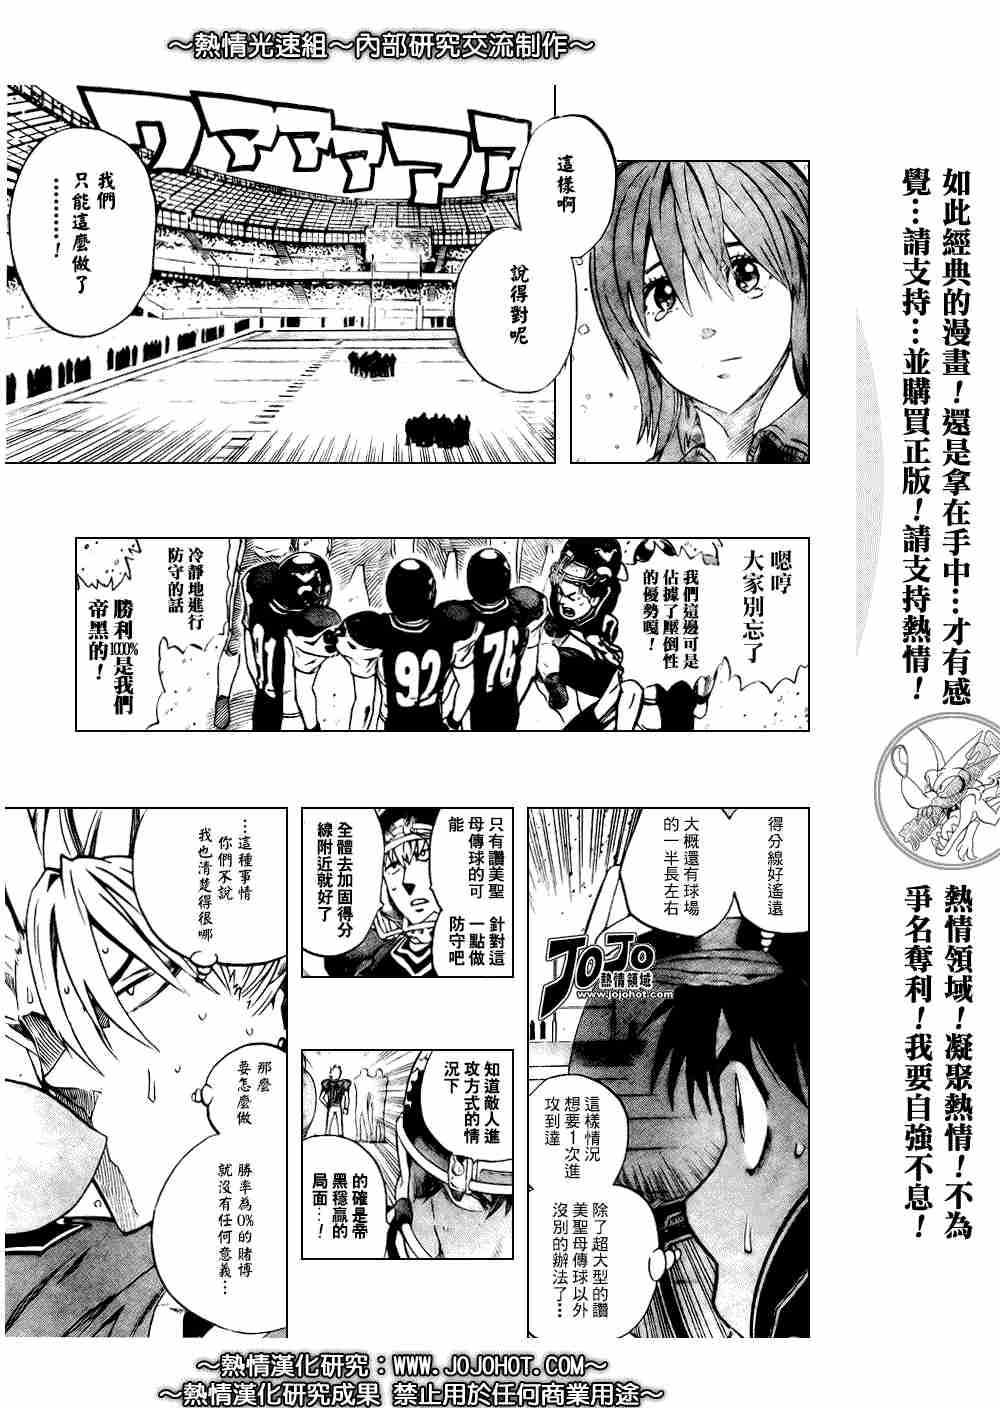 ～熱情光速組～內部研究交流制作～
這樣啊
說得對呢
ワァァァァァァ
我們
只能這麼做了
………！
嗯哼
大家別忘了
我們這邊可是
佔據了壓倒性
的優勢嘎！
冷靜地進行
防守的話
勝利100%是我們
帝黑的！
91
92
76
得分線好遙遠
大概還有球場
的一半長左右
JOJO
熱情領域
www.jojohot.com
這樣情況
想要1次進
攻到達
除了超大型的讚
美聖母傳球以外
沒別的辦法了…
只有讚美聖
母傳球的可
能
針對這
一點做
防守吧
全體去加固得分
線附近就好了
知道敵人進
攻方式的情
況下
的確是帝
黑穩贏的
局面…！
…這種事情
你們不說
我也清楚得很哪
那麼
要怎麼做
勝率為0%的賭博
就沒有任何意義…
如此經典的漫畫！還是拿在手中…才有感
覺…請支持…並購買正版！請支持熱情！
熱情領域！凝聚熱情！不為
爭名奪利！我要自強不息！
～熱情漢化研究：WWW.JOJOHOT.COM～
～熱情漢化研究成果 禁止用於任何商業用途～